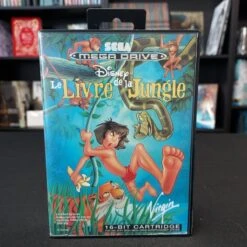 SEGA
MEGA DRIVE
Disney
Le Livre de la Jungle
Virgin
16-BIT CARTRIDGE